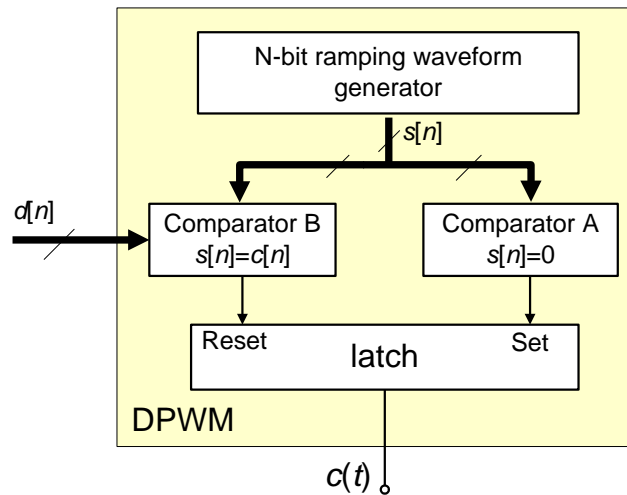 N-bit ramping waveform
generator
s[n]
d[n]
Comparator B
s[n]=c[n]
Comparator A
s[n]=0
Reset
latch
Set
DPWM
c(t)